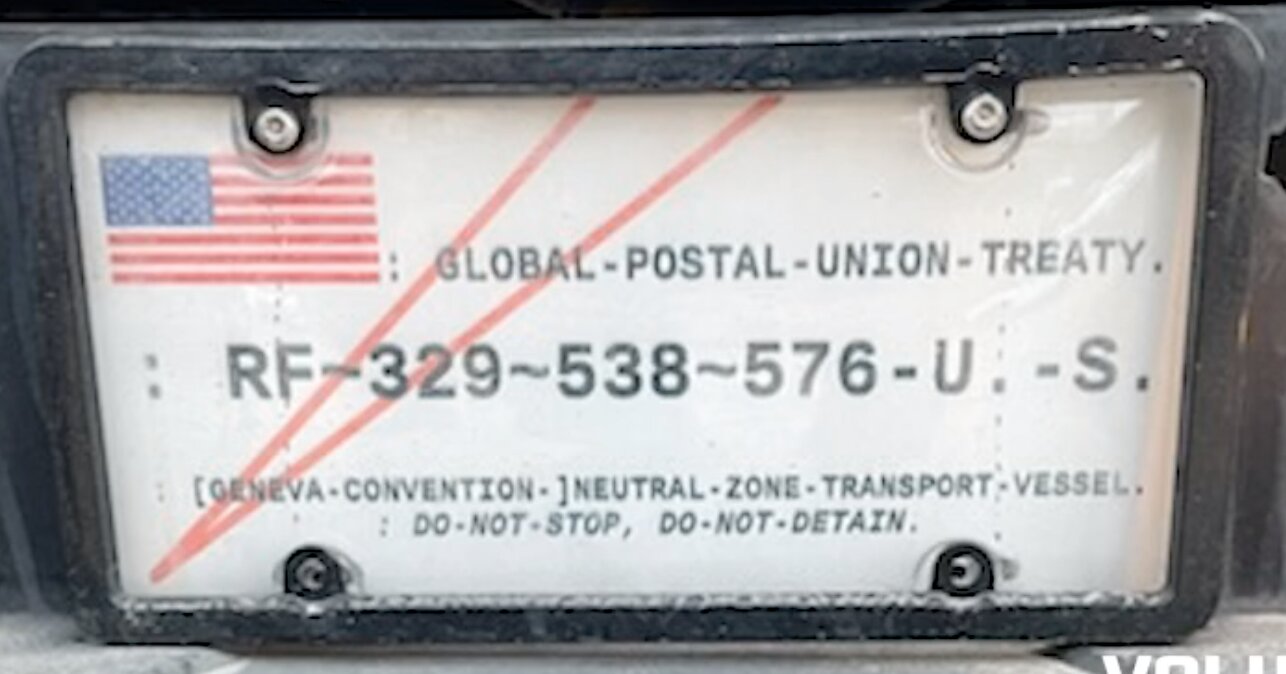 : GLOBAL-POSTAL-UNION-TREATY.
: RF~329~538~576-U.-S.
: [GENEVA-CONVENTION-]NEUTRAL-ZONE-TRANSPORT-VESSEL.
: DO-NOT-STOP, DO-NOT-DETAIN.